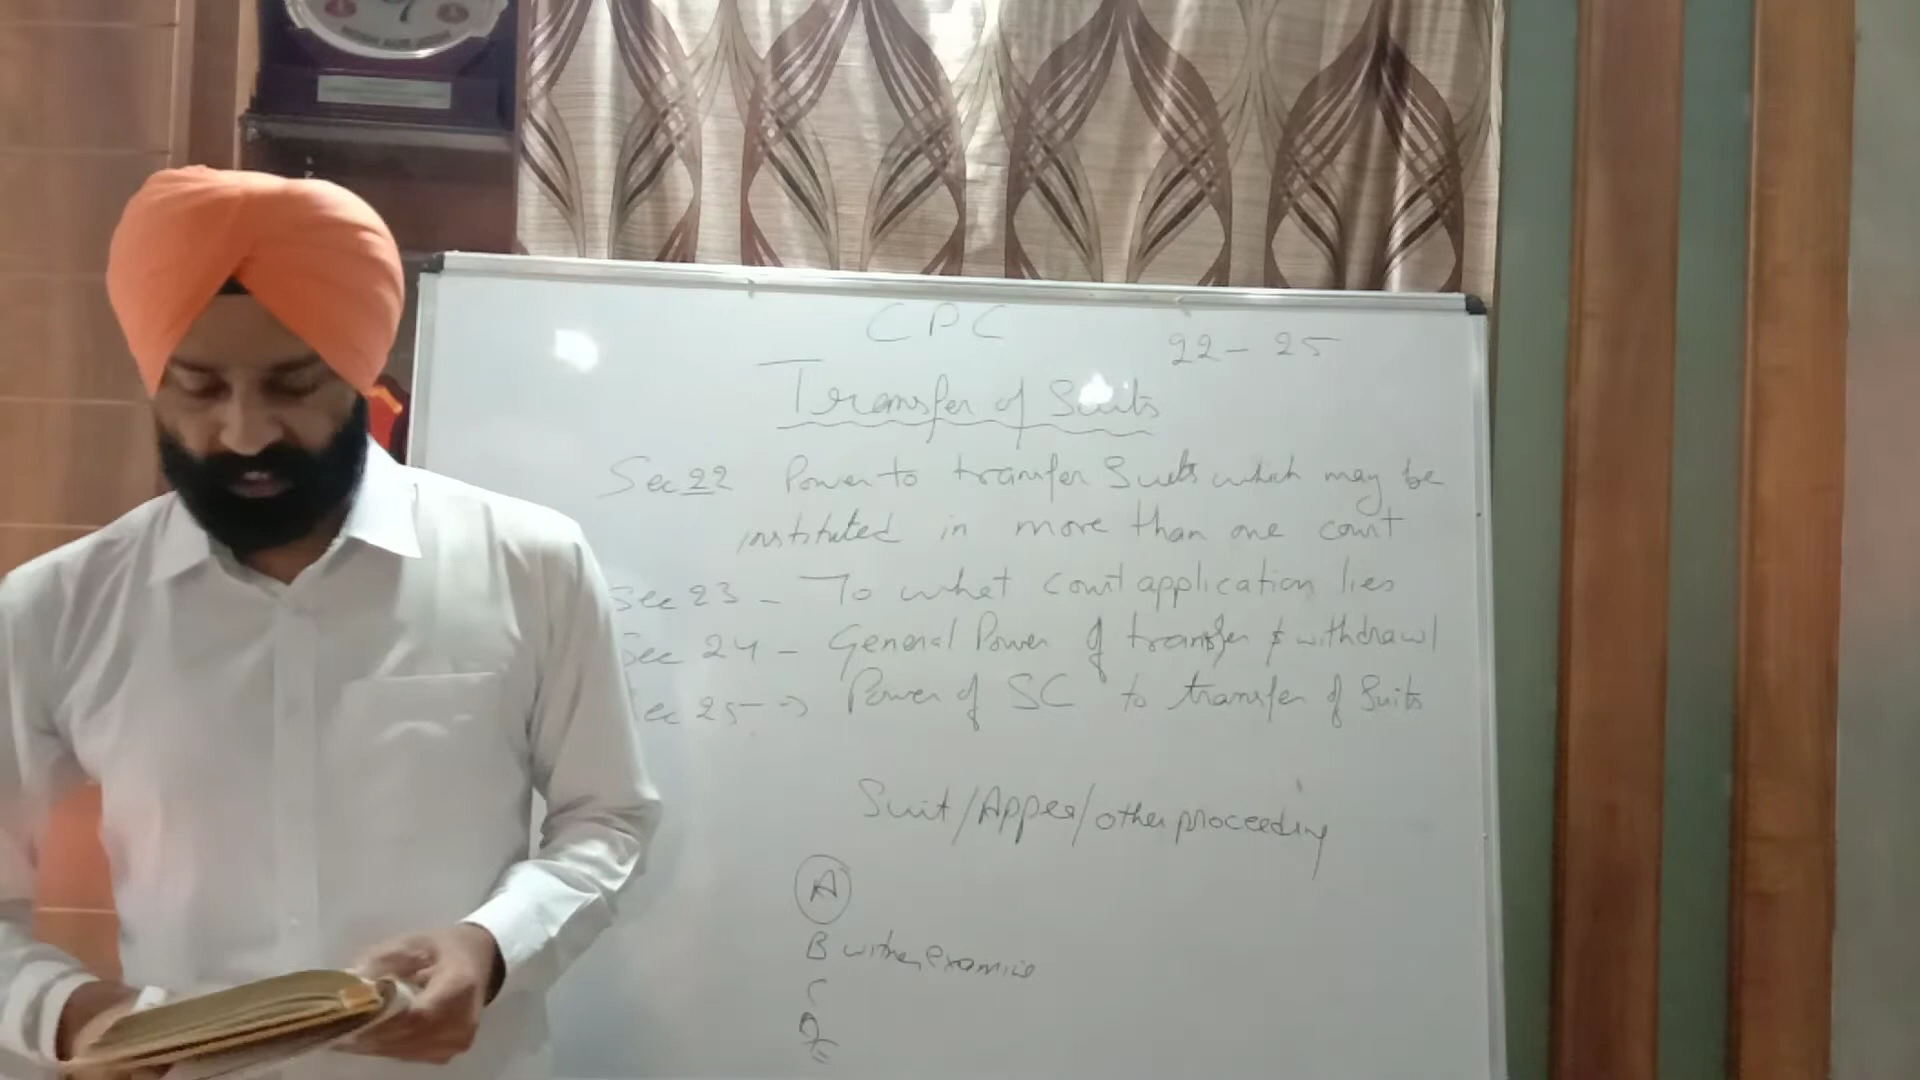 CPC
22 - 25
Transfer of Suits
Sec 22 Power to transfer Suits which may be
instituted in more than one court
Sec 23 - To what court application lies
Sec 24 - General Power of transfer & withdrawl
Sec 25 -> Power of SC to transfer of Suits
Suit/Appea/other proceeding
A
B
C
D